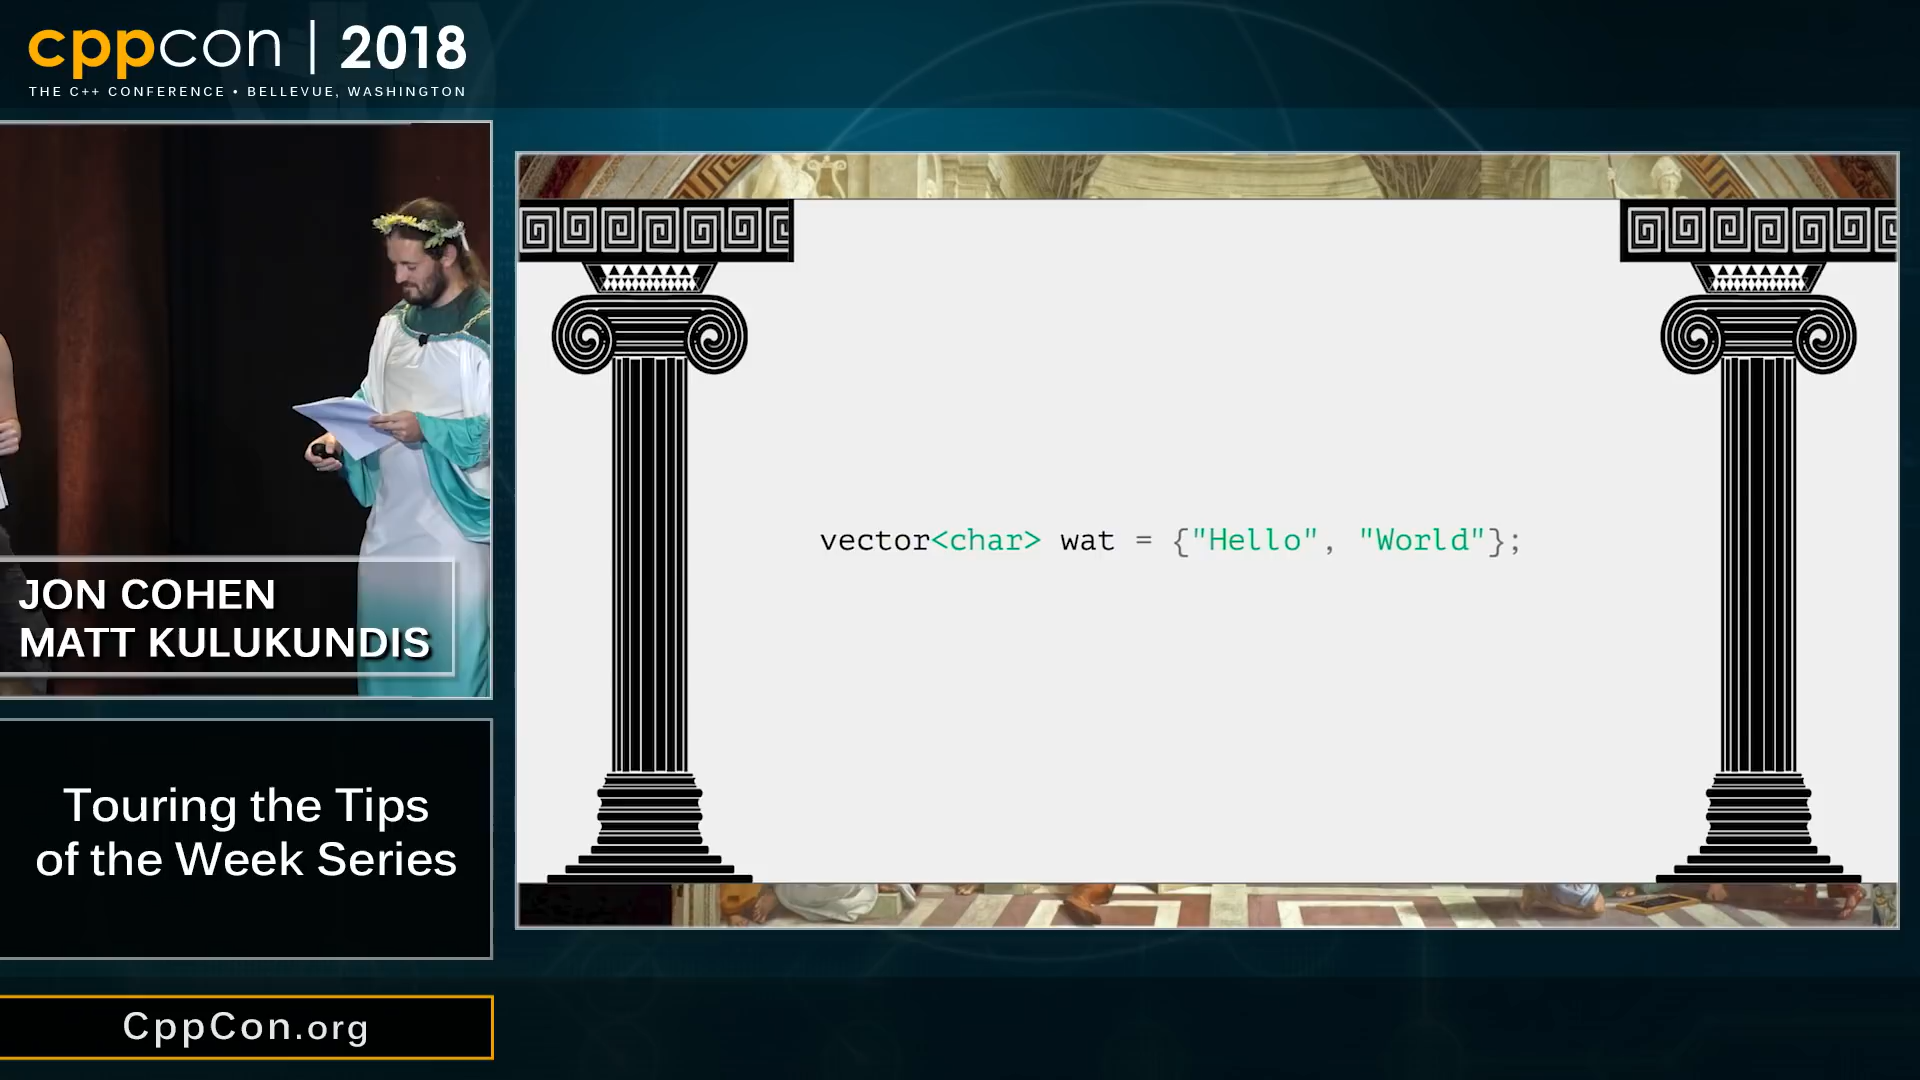 cppcon | 2018
THE C++ CONFERENCE • BELLEVUE, WASHINGTON
JON COHEN
MATT KULUKUNDIS
Touring the Tips
of the Week Series
CppCon.org
vector<char> wat = {"Hello", "World"};